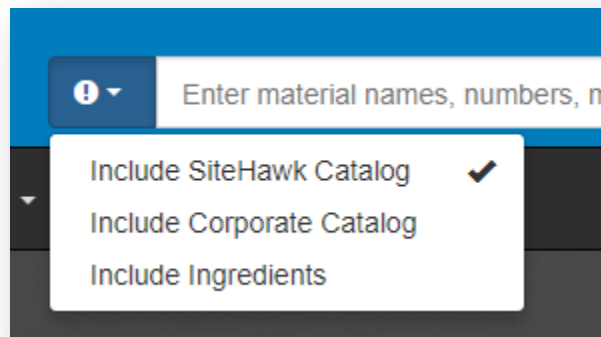 Enter material names, numbers,
Include SiteHawk Catalog
Include Corporate Catalog
Include Ingredients